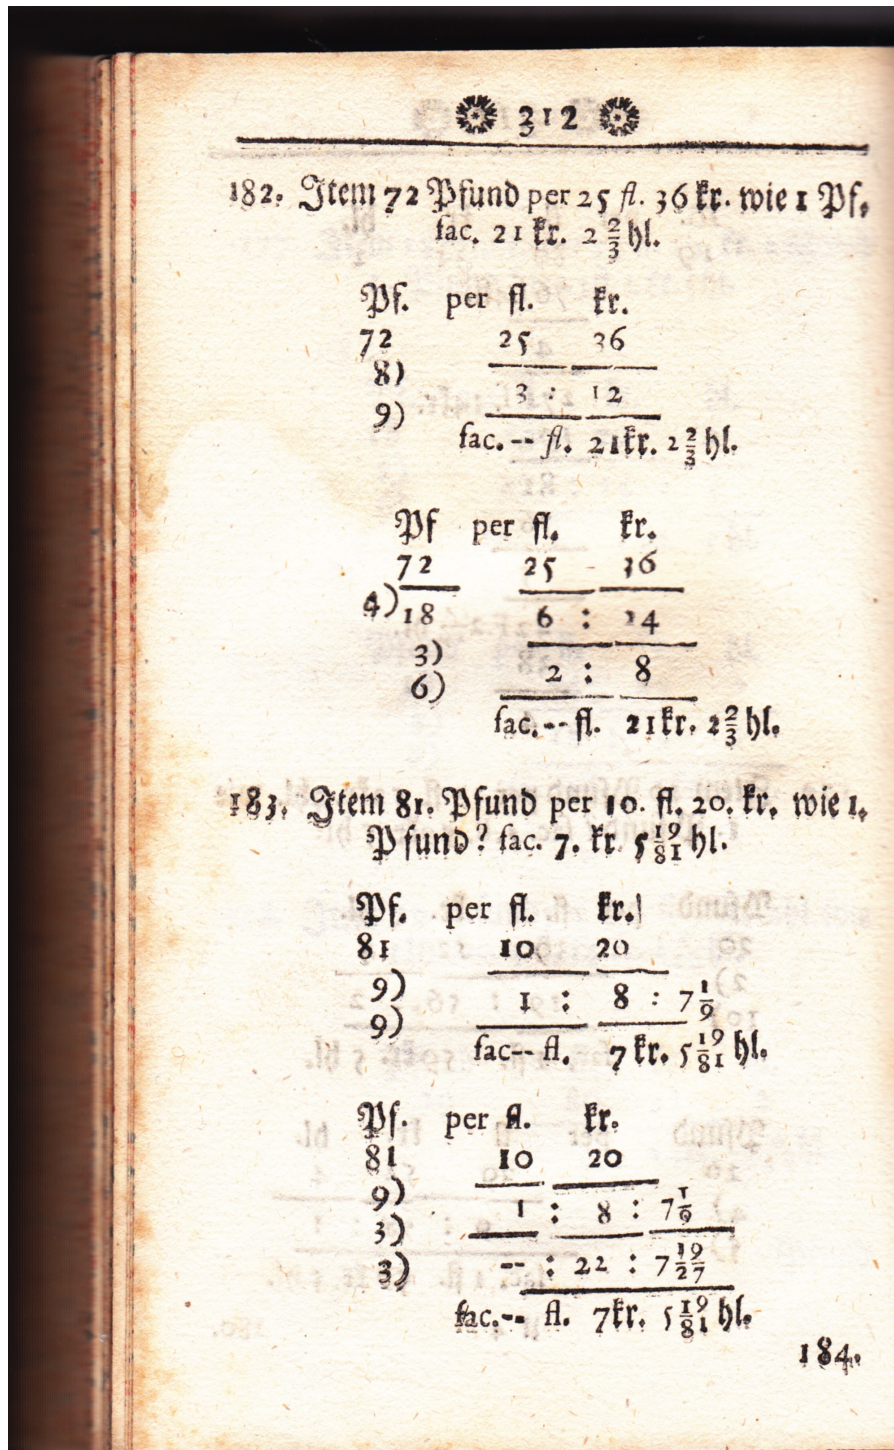 312
182. Item 72 Pfund per 25 fl. 36 kr. wie 1 Pf.
fac. 21 kr. 2 2/3 hl.
Pf. per fl. kr.
72 25 36
8)
3 : 12
9)
fac. -- fl. 21 kr. 2 2/3 hl.
Pf per fl. kr.
72 25 - 36
4) 18 6 : 24
3)
2 : 8
6)
fac. -- fl. 21 kr. 2 2/3 hl.
183. Item 81. Pfund per 10. fl. 20. kr. wie 1.
Pfund? fac. 7. kr 5 19/81 hl.
Pf. per fl. kr.
81 10 20
9)
1 : 8 : 7 1/9
9)
fac -- fl. 7 kr. 5 19/81 hl.
Pf. per fl. kr.
81 10 20
9)
1 : 8 : 7 1/9
3)
-- : 22 : 7 19/27
3)
fac. -- fl. 7 kr. 5 19/81 hl.
184.